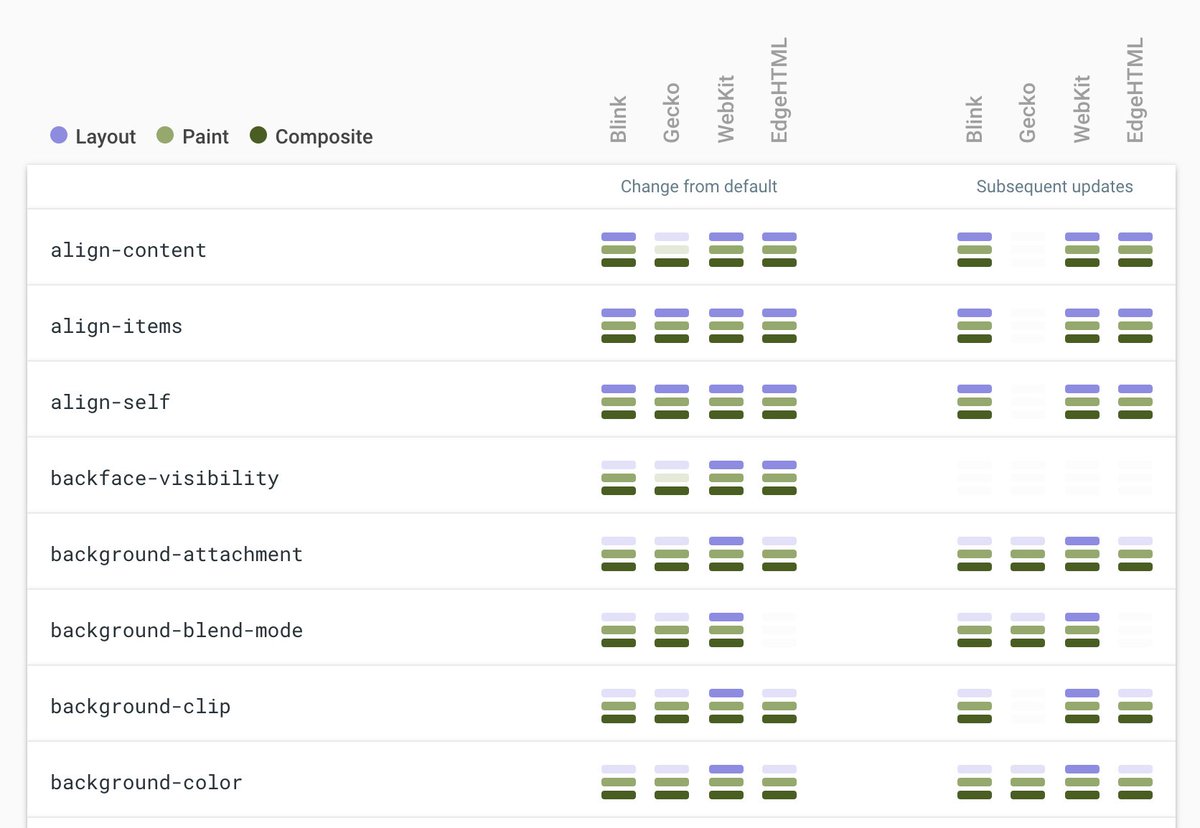 Blink Gecko WebKit EdgeHTML Blink Gecko WebKit EdgeHTML
Layout Paint Composite
Change from default Subsequent updates
align-content
align-items
align-self
backface-visibility
background-attachment
background-blend-mode
background-clip
background-color